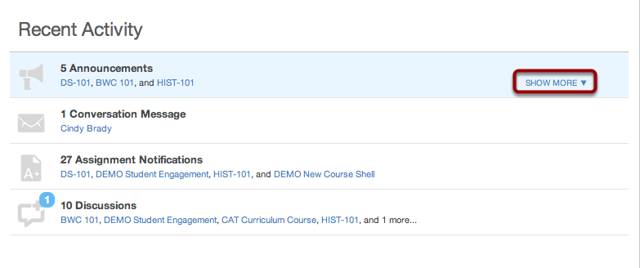 Recent Activity
5 Announcements
DS-101, BWC 101, and HIST-101
SHOW MORE ▼
1 Conversation Message
Cindy Brady
A+
27 Assignment Notifications
DS-101, DEMO Student Engagement, HIST-101, and DEMO New Course Shell
1
10 Discussions
BWC 101, DEMO Student Engagement, CAT Curriculum Course, HIST-101, and 1 more...